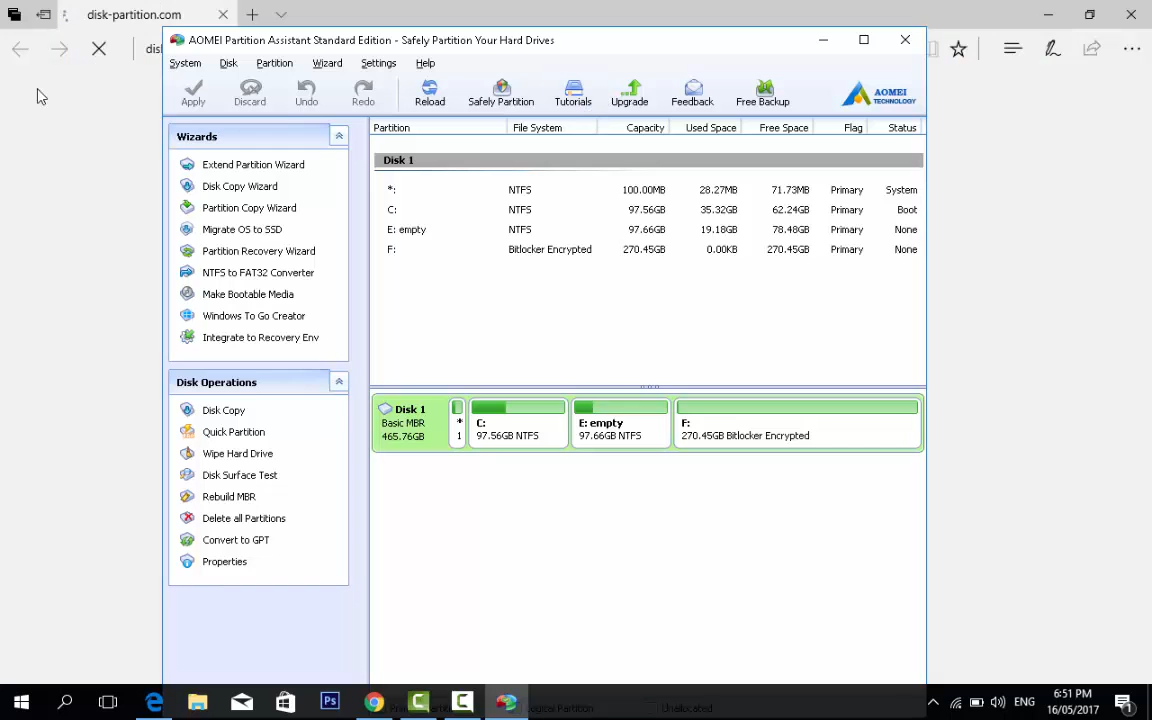 disk-partition.com
dis
AOMEI Partition Assistant Standard Edition - Safely Partition Your Hard Drives
System Disk Partition Wizard Settings Help
Apply Discard Undo Redo Reload Safely Partition Tutorials Upgrade Feedback Free Backup
AOMEI
TECHNOLOGY
Wizards
Extend Partition Wizard
Disk Copy Wizard
Partition Copy Wizard
Migrate OS to SSD
Partition Recovery Wizard
NTFS to FAT32 Converter
Make Bootable Media
Windows To Go Creator
Integrate to Recovery Env
Disk Operations
Disk Copy
Quick Partition
Wipe Hard Drive
Disk Surface Test
Rebuild MBR
Delete all Partitions
Convert to GPT
Properties
Partition File System Capacity Used Space Free Space Flag Status
Disk 1
*: NTFS 100.00MB 28.27MB 71.73MB Primary System
C: NTFS 97.56GB 35.32GB 62.24GB Primary Boot
E: empty NTFS 97.66GB 19.18GB 78.48GB Primary None
F: Bitlocker Encrypted 270.45GB 0.00KB 270.45GB Primary None
Disk 1
Basic MBR
465.76GB
*
1
C:
97.56GB NTFS
E: empty
97.66GB NTFS
F:
270.45GB Bitlocker Encrypted
Logical Partition Unallocated
Ps
ENG
6:51 PM
16/05/2017
1